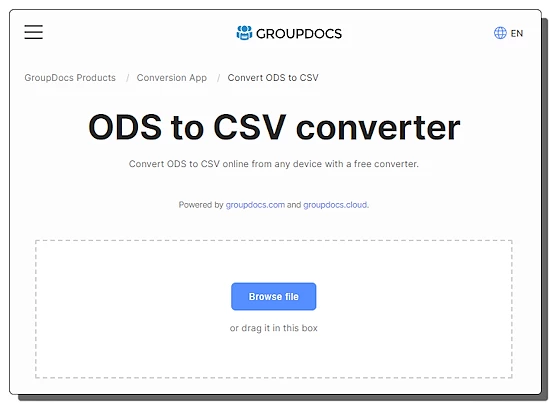 GROUPDOCS
EN
GroupDocs Products / Conversion App / Convert ODS to CSV
ODS to CSV converter
Convert ODS to CSV online from any device with a free converter.
Powered by groupdocs.com and groupdocs.cloud.
Browse file
or drag it in this box